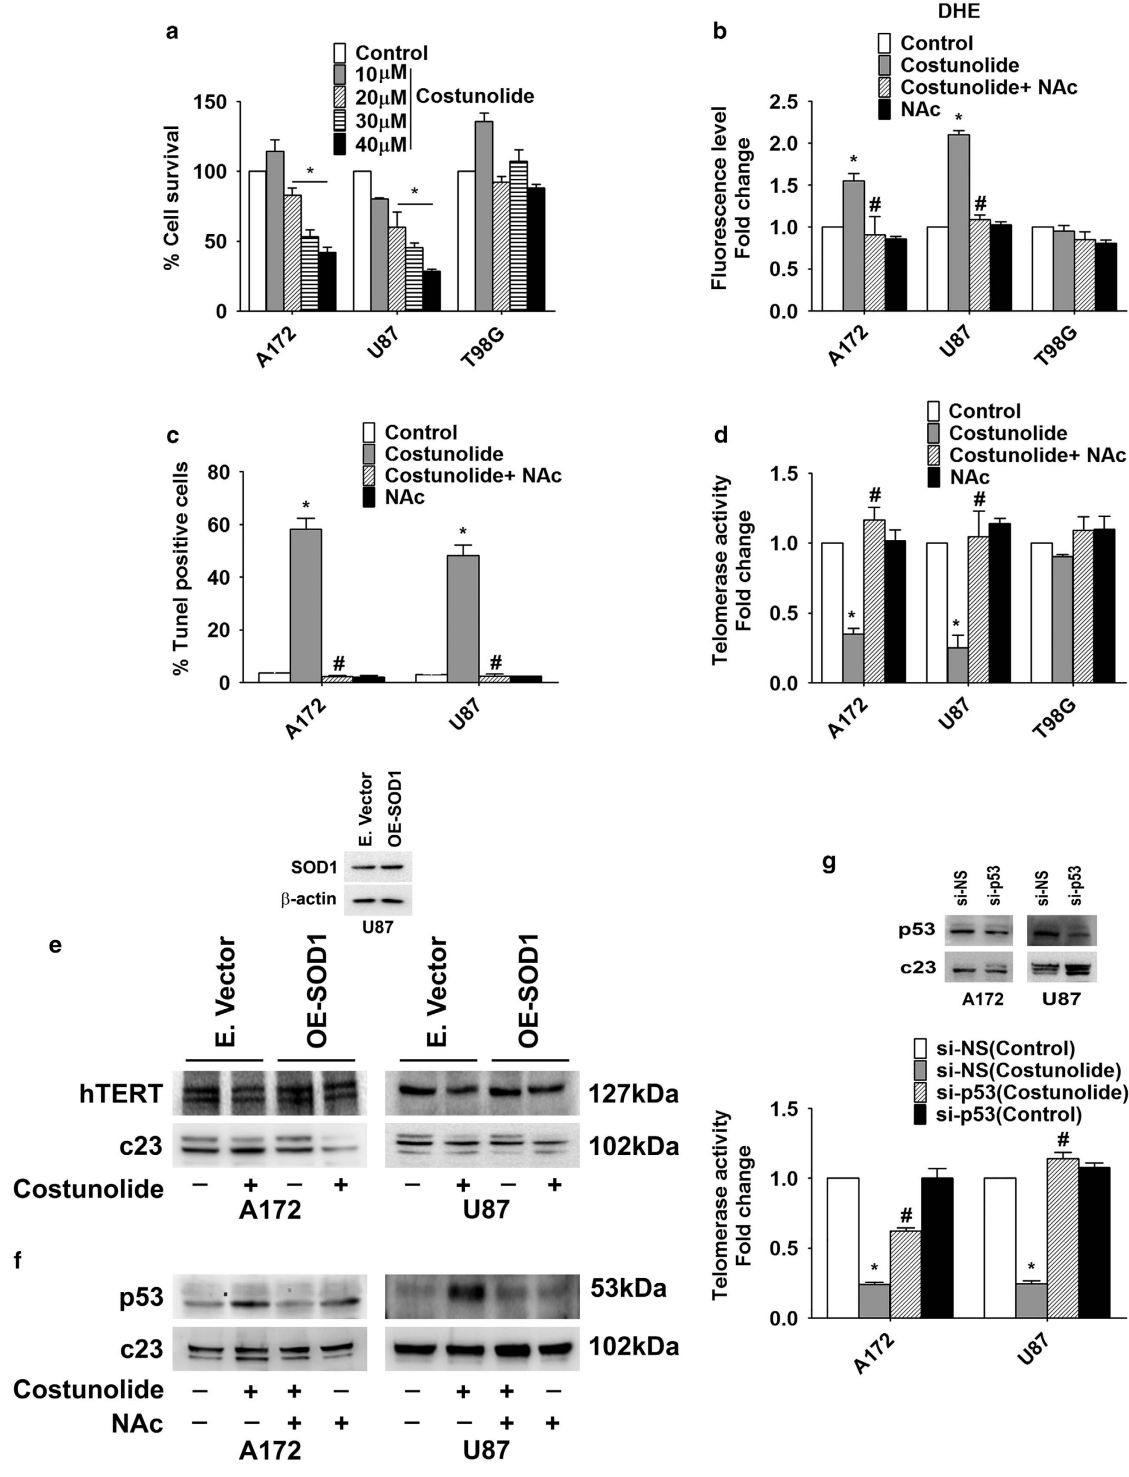 a
Control
10μM
20μM
30μM
40μM
Costunolide
% Cell survival
150
100
50
0
*
*
A172
U87
T98G
b
DHE
Control
Costunolide
Costunolide+ NAc
NAc
Fluorescence level
Fold change
2.5
2.0
1.5
1.0
0.5
0.0
*
#
*
#
A172
U87
T98G
c
Control
Costunolide
Costunolide+ NAc
NAc
% Tunel positive cells
80
60
40
20
0
*
#
*
#
A172
U87
d
Control
Costunolide
Costunolide+ NAc
NAc
Telomerase activity
Fold change
1.5
1.0
0.5
0.0
*
#
*
#
A172
U87
T98G
E. Vector
OE-SOD1
SOD1
β-actin
U87
e
E. Vector
OE-SOD1
E. Vector
OE-SOD1
hTERT
127kDa
c23
102kDa
Costunolide − + − + − + − +
A172
U87
f
p53
53kDa
c23
102kDa
Costunolide − + + − − + + −
NAc − − + + − − + +
A172
U87
g
si-NS
si-p53
si-NS
si-p53
p53
c23
A172
U87
si-NS(Control)
si-NS(Costunolide)
si-p53(Costunolide)
si-p53(Control)
Telomerase activity
Fold change
1.5
1.0
0.5
0.0
*
#
*
#
A172
U87